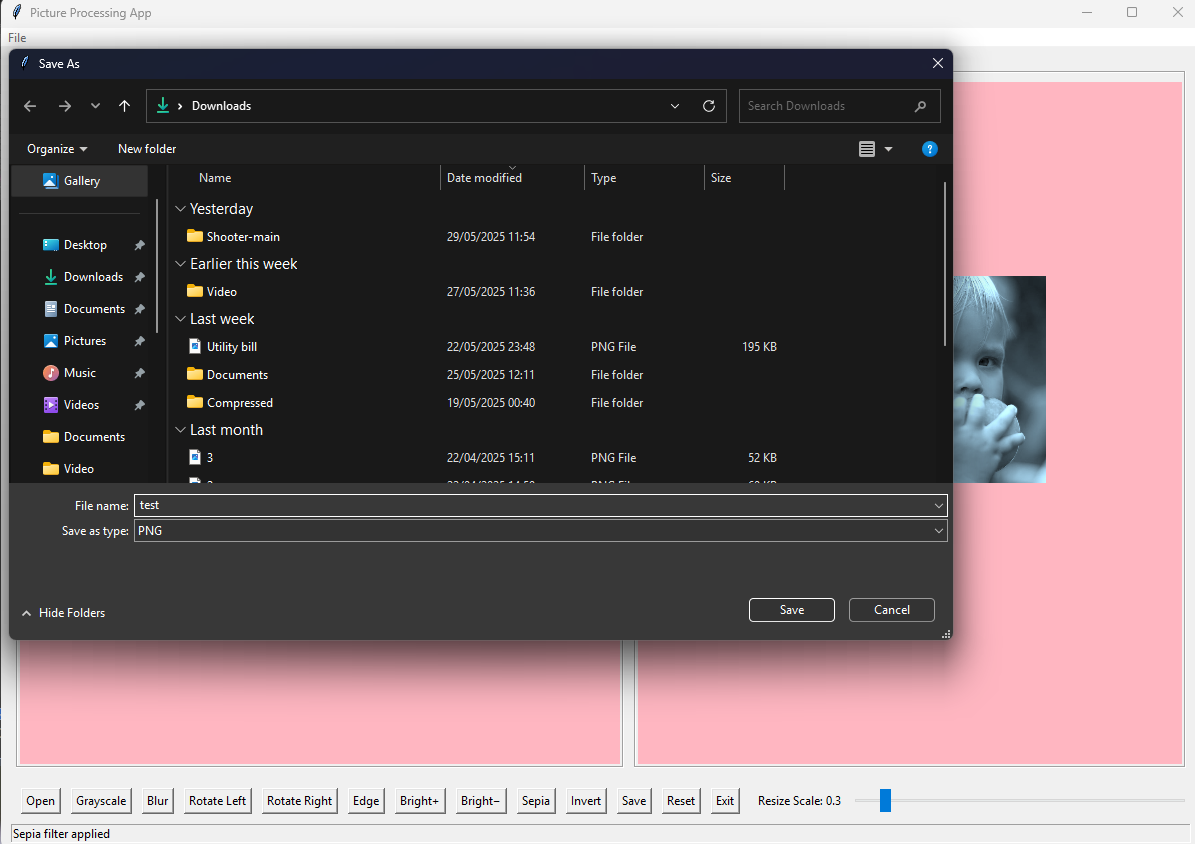 Picture Processing App
File
Save As
Downloads
Search Downloads
Organize New folder
Gallery
Desktop
Downloads
Documents
Pictures
Music
Videos
Documents
Video
Name Date modified Type Size
Yesterday
Shooter-main 29/05/2025 11:54 File folder
Earlier this week
Video 27/05/2025 11:36 File folder
Last week
Utility bill 22/05/2025 23:48 PNG File 195 KB
Documents 25/05/2025 12:11 File folder
Compressed 19/05/2025 00:40 File folder
Last month
3 22/04/2025 15:11 PNG File 52 KB
File name: test
Save as type: PNG
Hide Folders Save Cancel
Open Grayscale Blur Rotate Left Rotate Right Edge Bright+ Bright− Sepia Invert Save Reset Exit Resize Scale: 0.3
Sepia filter applied